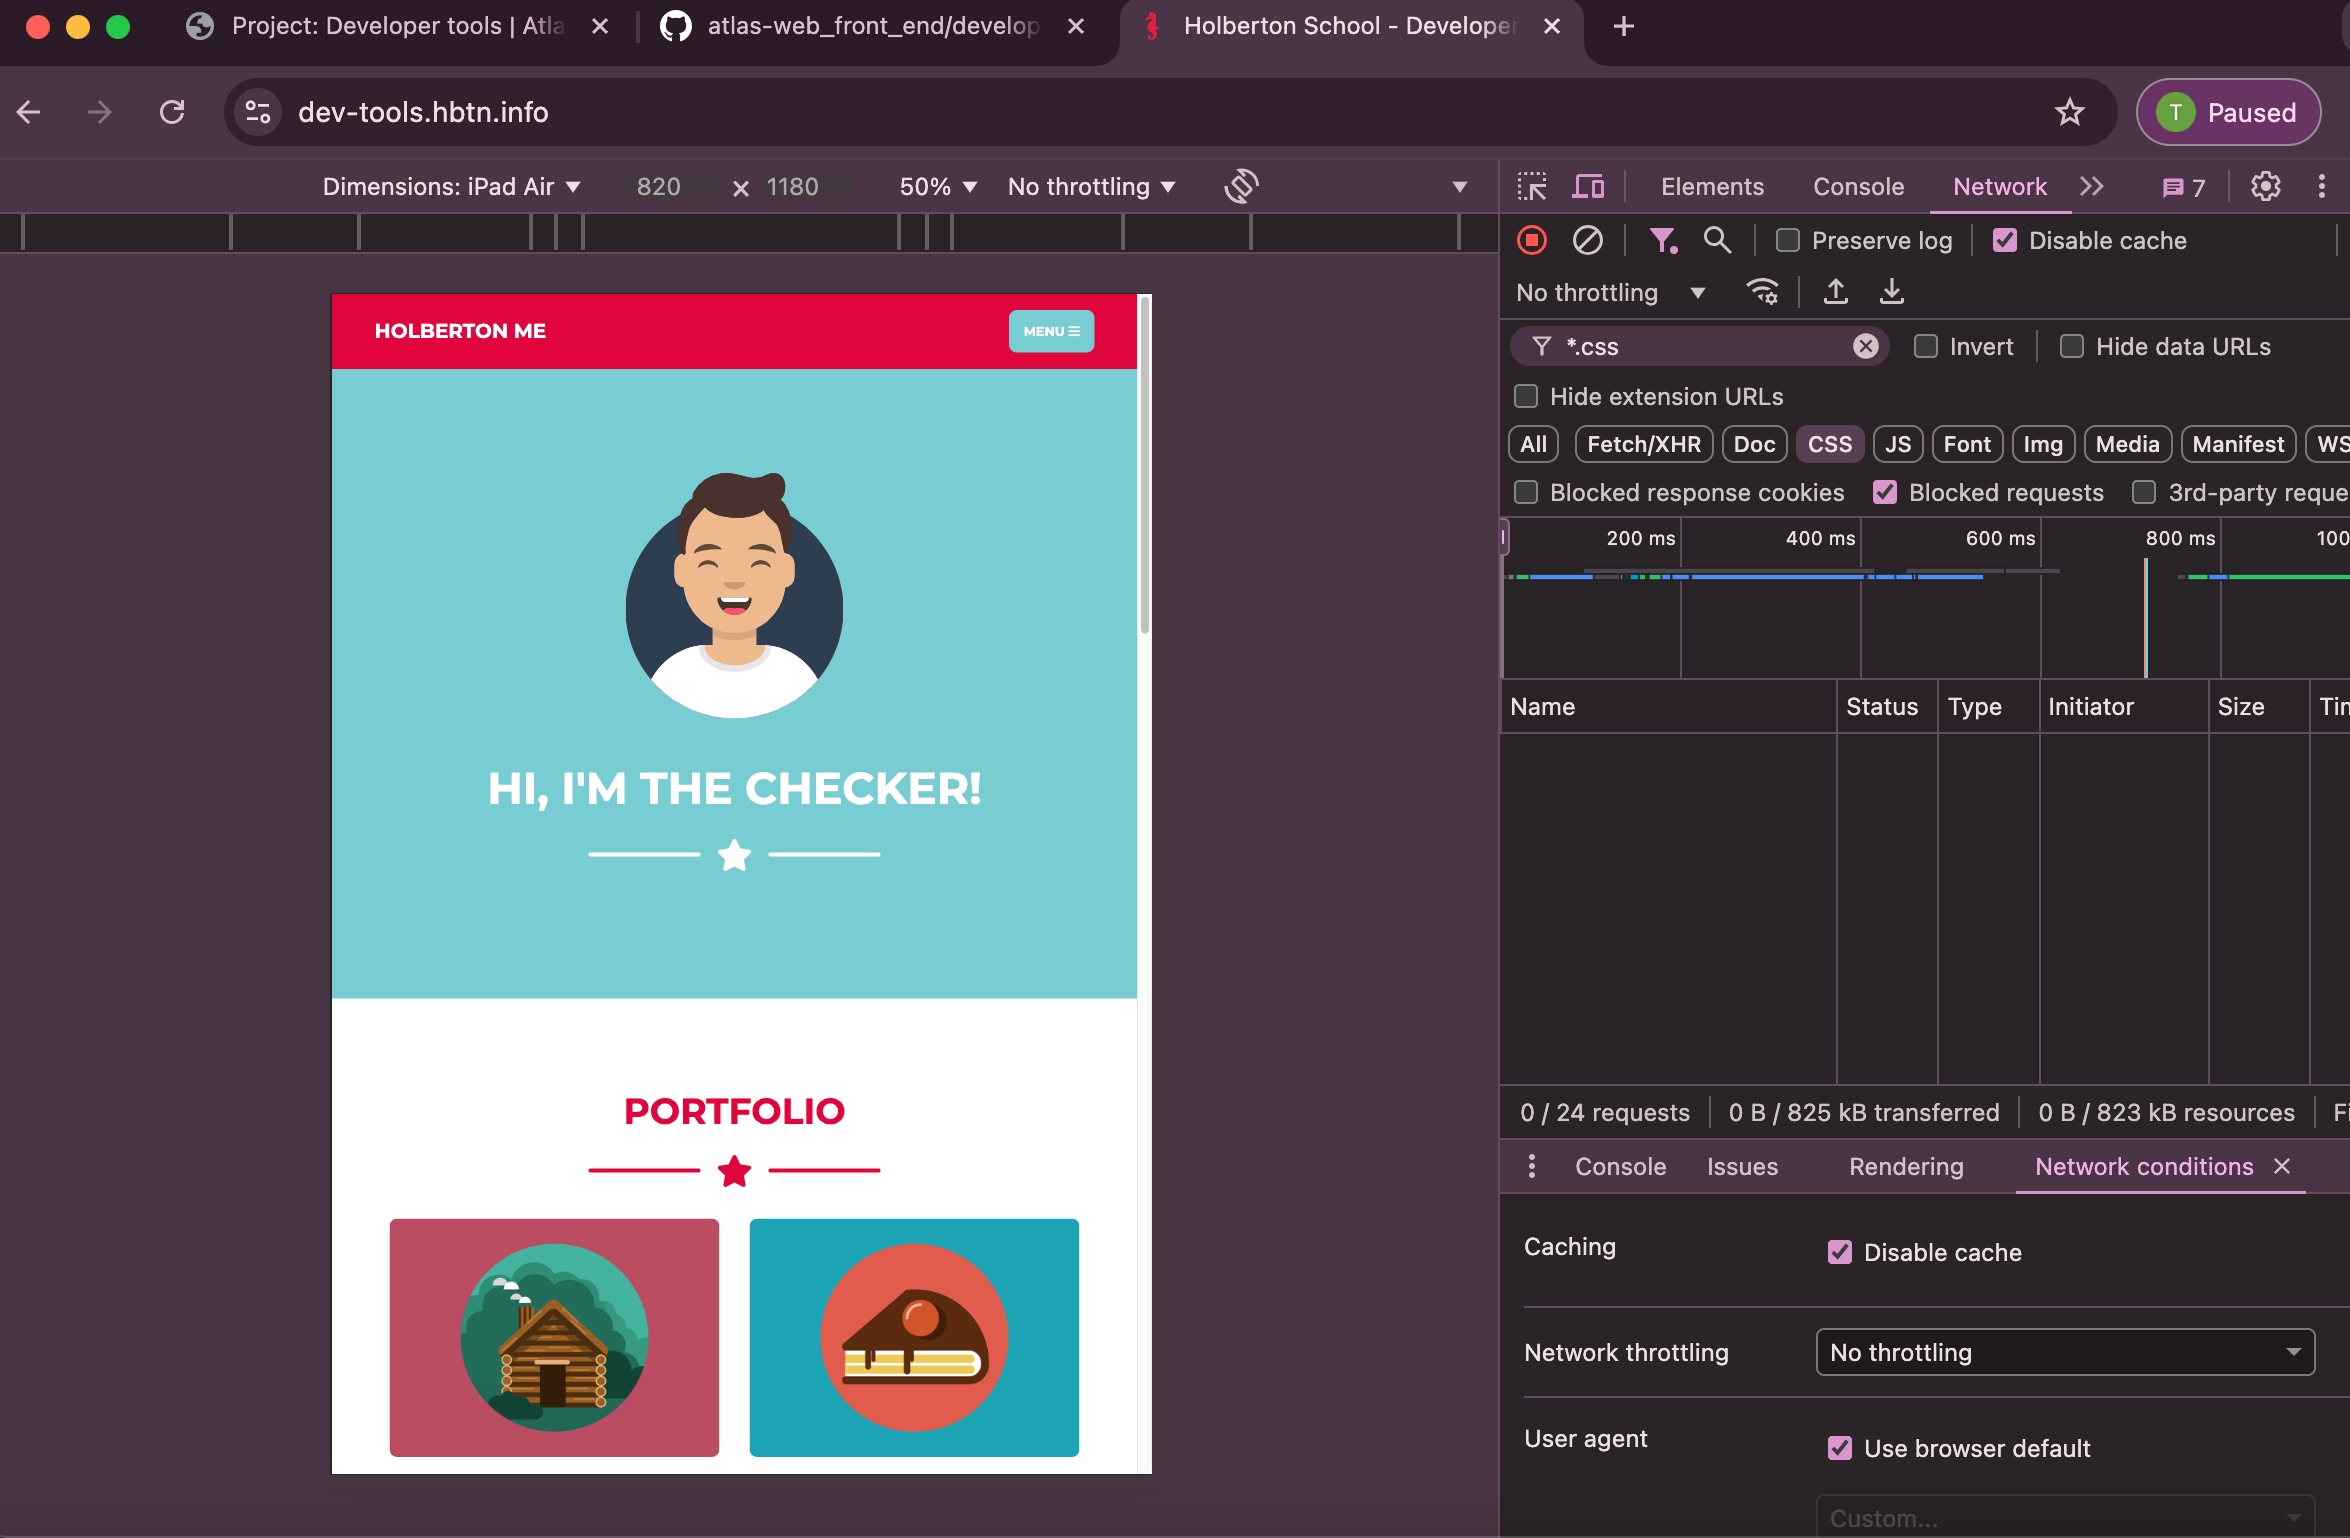 Project: Developer tools | Atla
atlas-web_front_end/develop
Holberton School - Developer
dev-tools.hbtn.info
T Paused
Dimensions: iPad Air 820 × 1180 50% No throttling
Elements Console Network 7
Preserve log Disable cache
No throttling
*.css Invert Hide data URLs
Hide extension URLs
All Fetch/XHR Doc CSS JS Font Img Media Manifest WS
Blocked response cookies Blocked requests 3rd-party reque
200 ms 400 ms 600 ms 800 ms 100
Name Status Type Initiator Size Tim
0 / 24 requests 0 B / 825 kB transferred 0 B / 823 kB resources Fi
Console Issues Rendering Network conditions
Caching Disable cache
Network throttling No throttling
User agent Use browser default
Custom...
HOLBERTON ME MENU
HI, I'M THE CHECKER!
PORTFOLIO